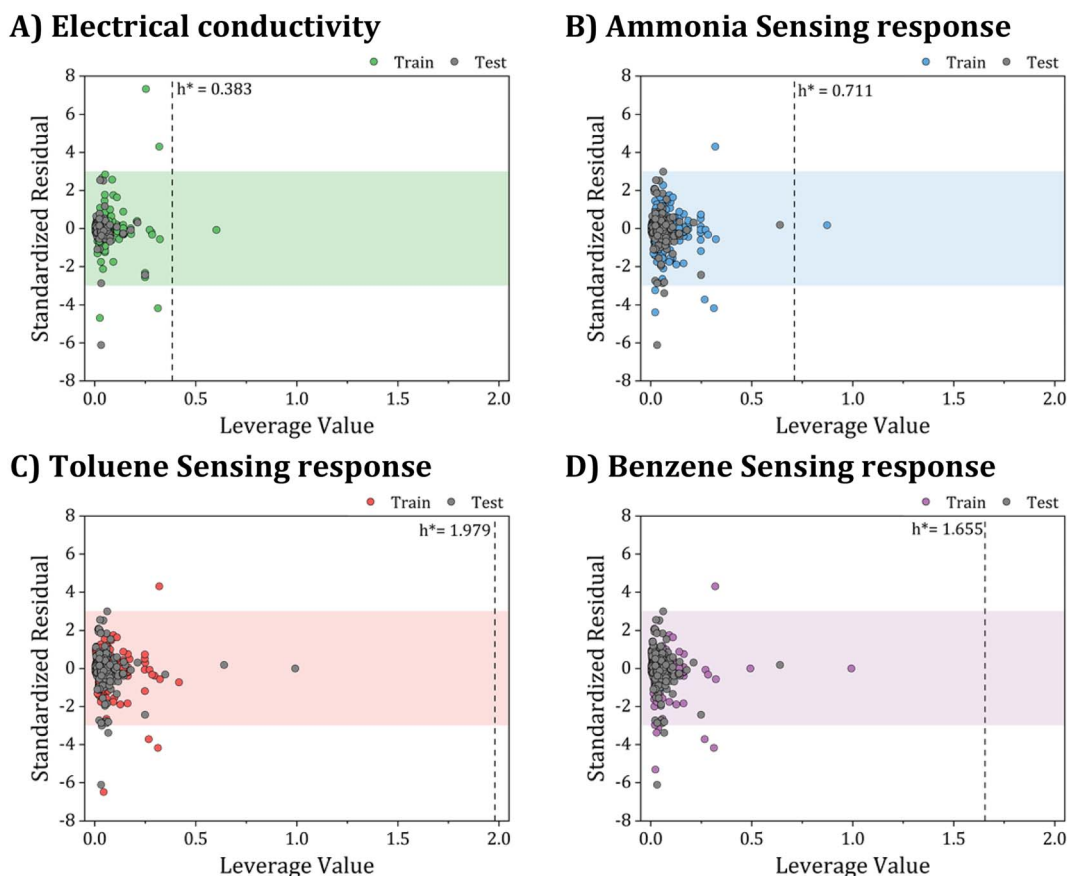 A) Electrical conductivity
Train Test
h* = 0.383
8
6
4
2
0
-2
-4
-6
-8
Standardized Residual
0.0 0.5 1.0 1.5 2.0
Leverage Value
B) Ammonia Sensing response
Train Test
h* = 0.711
8
6
4
2
0
-2
-4
-6
-8
Standardized Residual
0.0 0.5 1.0 1.5 2.0
Leverage Value
C) Toluene Sensing response
Train Test
h*= 1.979
8
6
4
2
0
-2
-4
-6
-8
Standardized Residual
0.0 0.5 1.0 1.5 2.0
Leverage Value
D) Benzene Sensing response
Train Test
h*= 1.655
8
6
4
2
0
-2
-4
-6
-8
Standardized Residual
0.0 0.5 1.0 1.5 2.0
Leverage Value